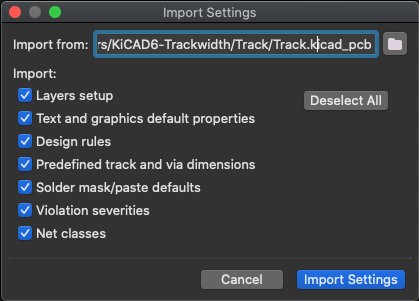 Import Settings
Import from: rs/KiCAD6-Trackwidth/Track/Track.kicad_pcb
Import:
Layers setup
Deselect All
Text and graphics default properties
Design rules
Predefined track and via dimensions
Solder mask/paste defaults
Violation severities
Net classes
Cancel Import Settings